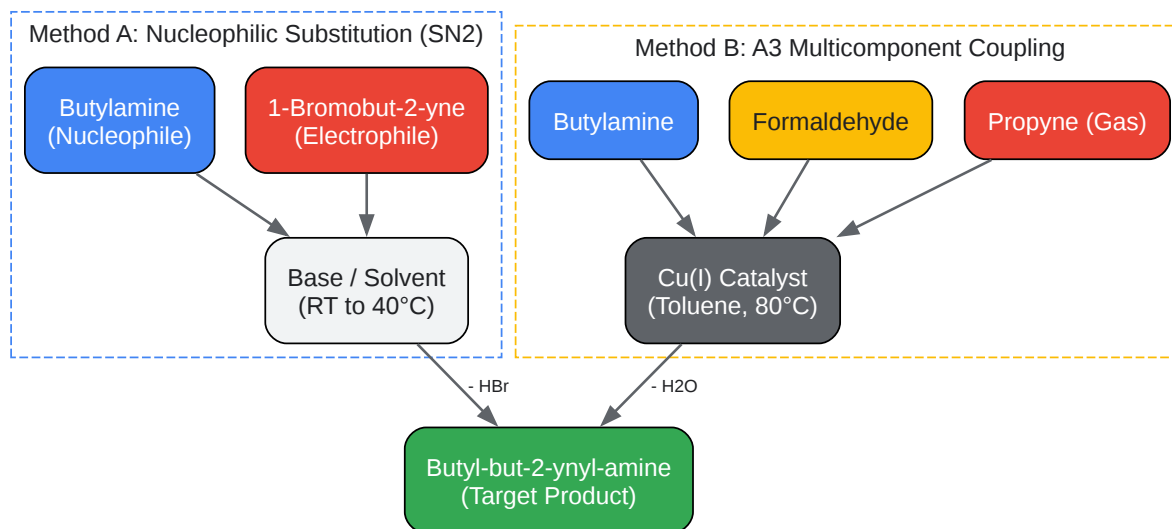 Method A: Nucleophilic Substitution (SN2)
Butylamine
(Nucleophile)
1-Bromobut-2-yne
(Electrophile)
Base / Solvent
(RT to 40°C)
Method B: A3 Multicomponent Coupling
Butylamine
Formaldehyde
Propyne (Gas)
Cu(I) Catalyst
(Toluene, 80°C)
- HBr
- H2O
Butyl-but-2-ynyl-amine
(Target Product)